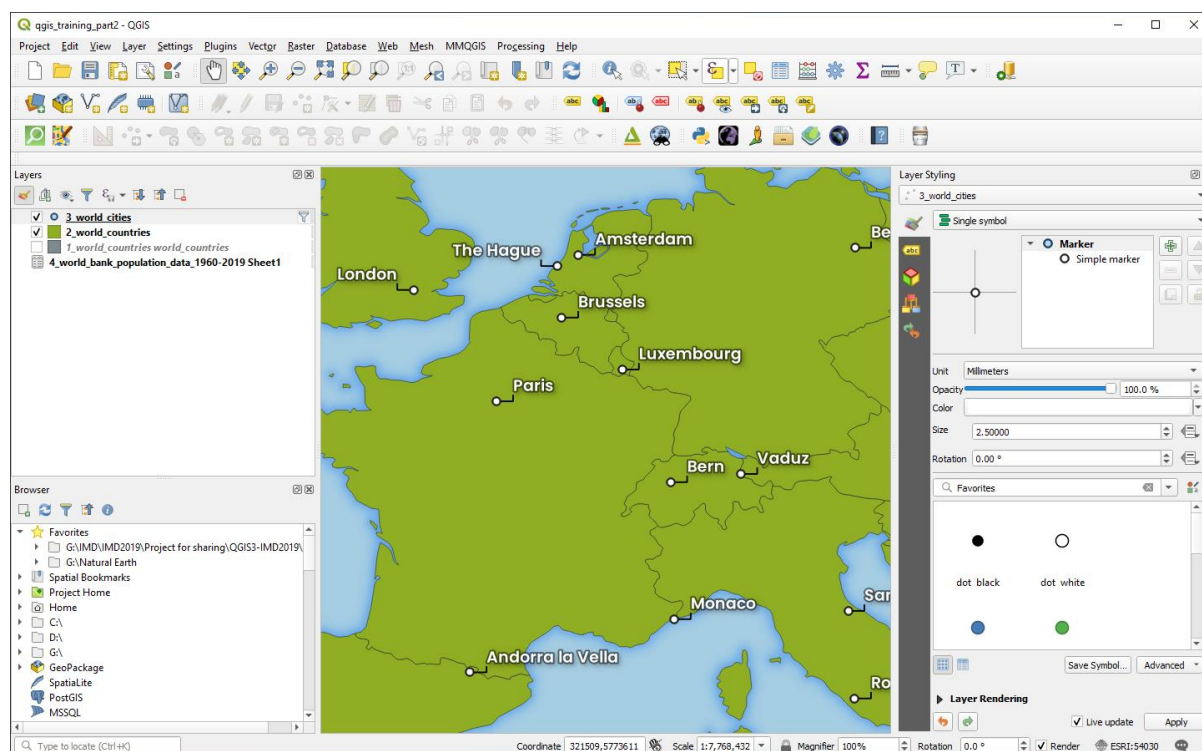 qgis_training_part2 - QGIS
Project Edit View Layer Settings Plugins Vector Raster Database Web Mesh MMQGIS Processing Help
Layers
3_world_cities
2_world_countries
1_world_countries world_countries
4_world_bank_population_data_1960-2019 Sheet1
Browser
Favorites
G:\IMD\IMD2019\Project for sharing\QGIS3-IMD2019\
G:\Natural Earth
Spatial Bookmarks
Project Home
Home
C:\
D:\
G:\
GeoPackage
SpatiaLite
PostGIS
MSSQL
The Hague
Amsterdam
Be
London
Brussels
Luxembourg
Paris
Bern
Vaduz
Monaco
Sar
Andorra la Vella
Ro
Layer Styling
3_world_cities
Single symbol
Marker
Simple marker
Unit Millimeters
Opacity 100.0 %
Color
Size 2.50000
Rotation 0.00 °
Favorites
dot black
dot white
Save Symbol... Advanced
Layer Rendering
Live update Apply
Type to locate (Ctrl+K)
Coordinate 321509,5773611 Scale 1:7,768,432 Magnifier 100% Rotation 0.0 ° Render ESRI:54030